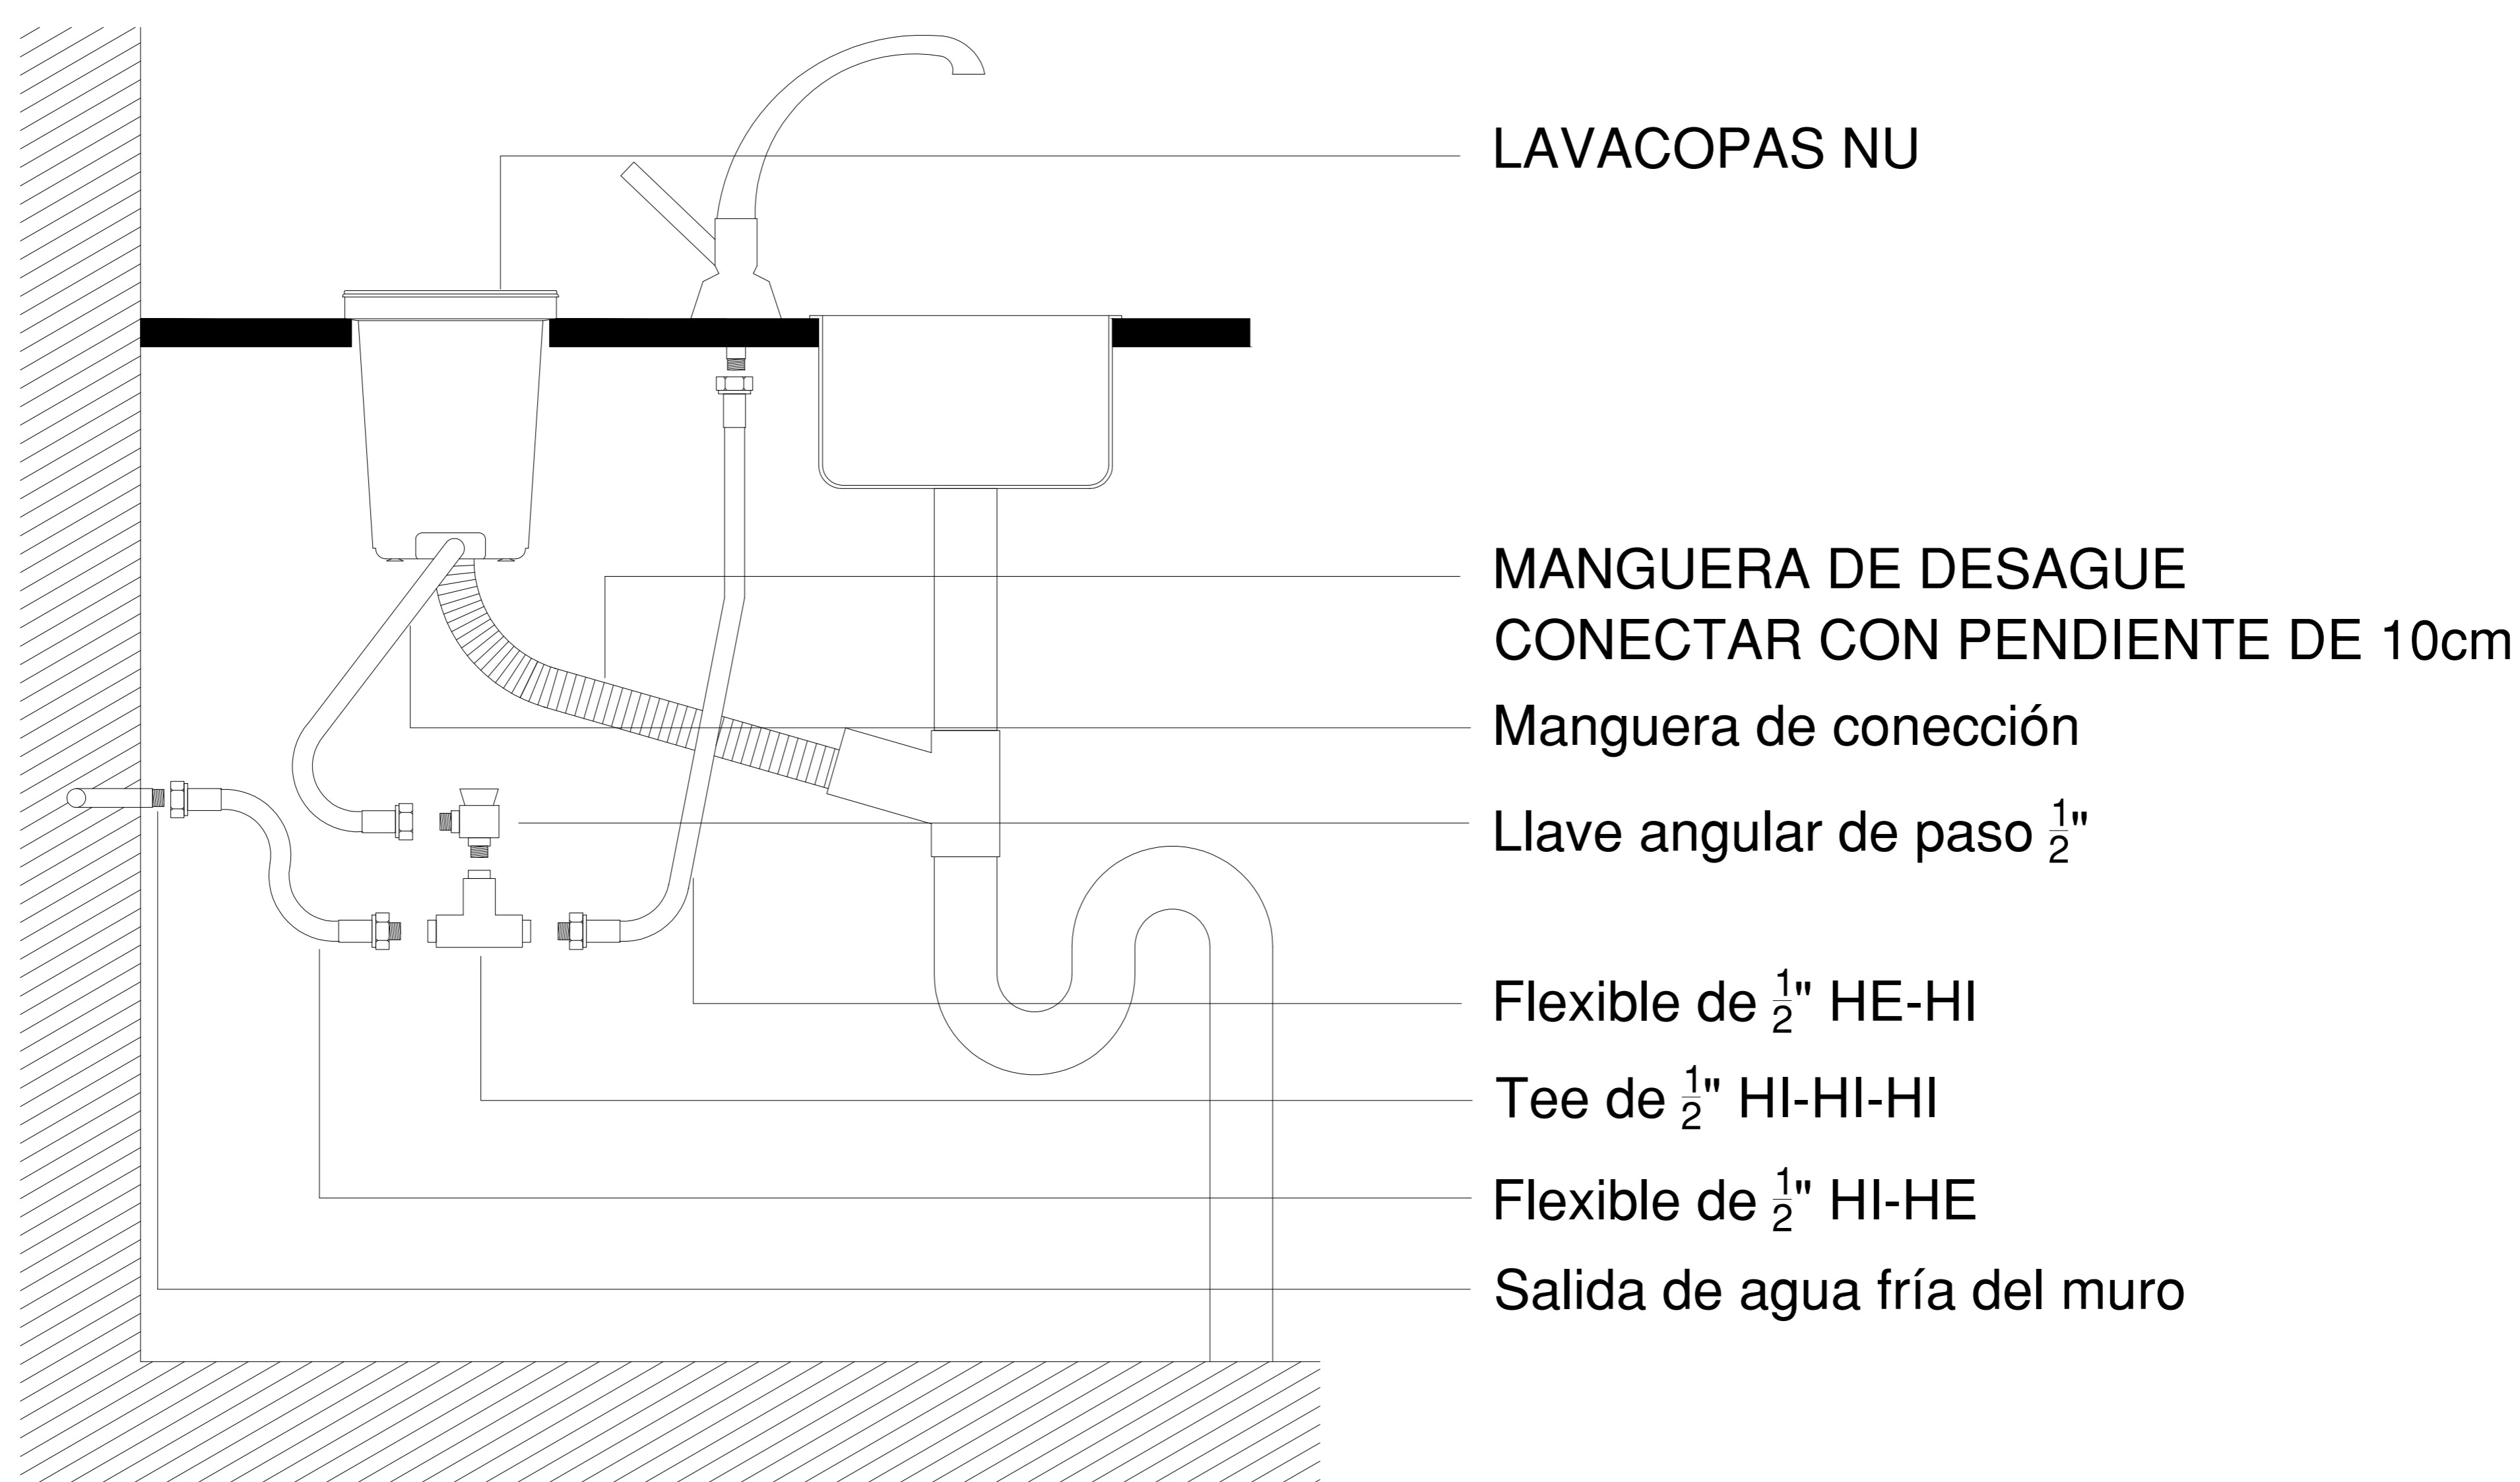 LAVACOPAS NU
MANGUERA DE DESAGUE
CONECTAR CON PENDIENTE DE 10cm
Manguera de conección
Llave angular de paso 1/2"
Flexible de 1/2" HE-HI
Tee de 1/2" HI-HI-HI
Flexible de 1/2" HI-HE
Salida de agua fría del muro